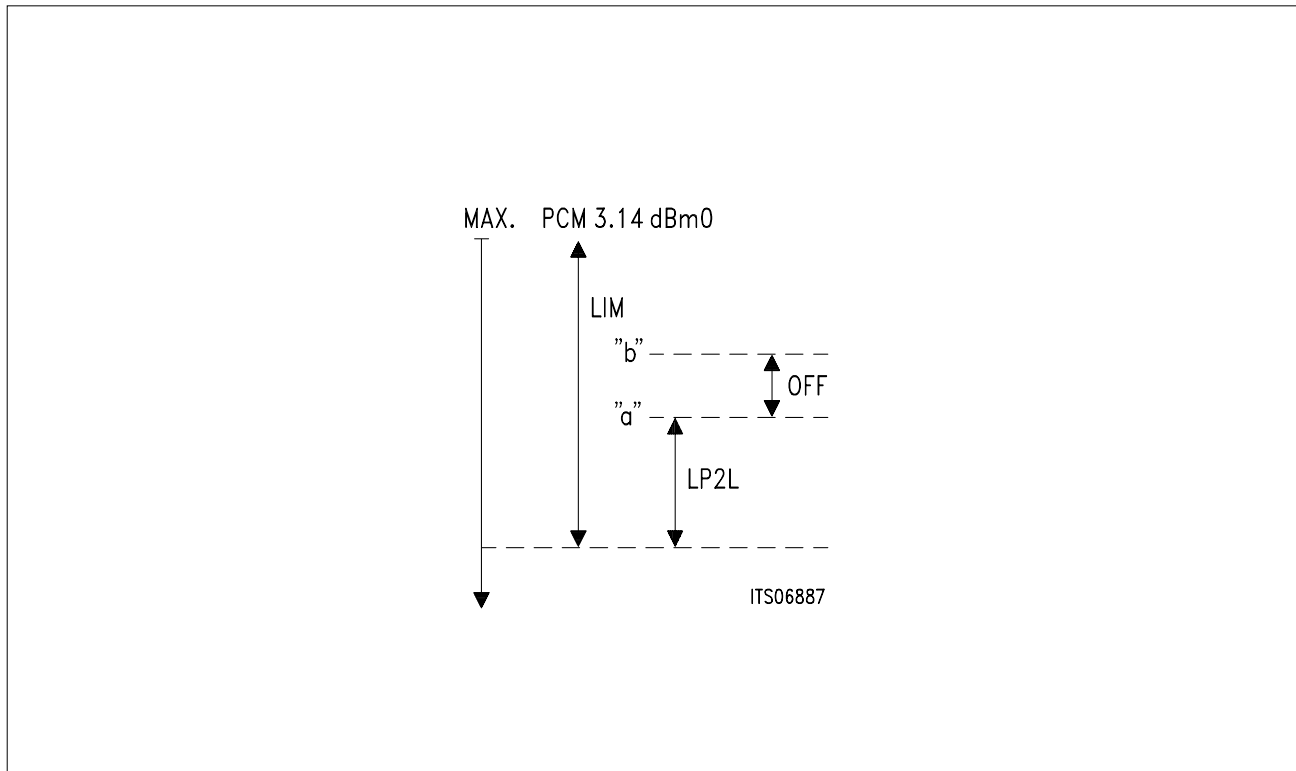 MAX. PCM 3.14 dBm0
LIM
"b"
OFF
"a"
LP2L
ITS06887